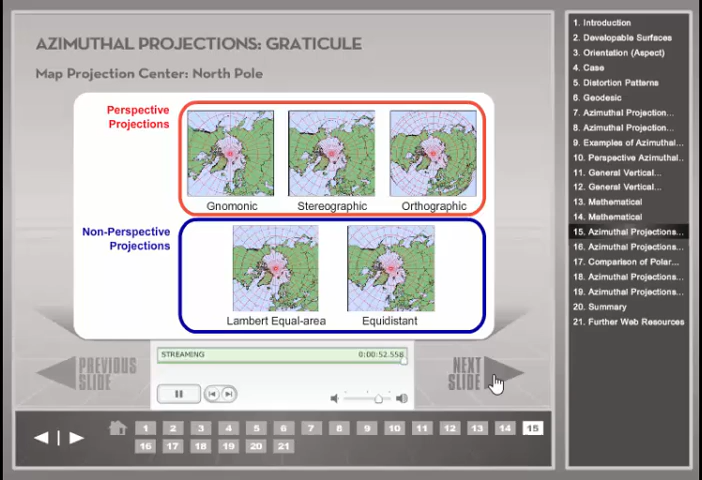 AZIMUTHAL PROJECTIONS: GRATICULE
Map Projection Center: North Pole
Perspective
Projections
Gnomonic
Stereographic
Orthographic
Non-Perspective
Projections
Lambert Equal-area
Equidistant
PREVIOUS
SLIDE
STREAMING
0:00:52.556
NEXT
SLIDE
1 2 3 4 5 6 7 8 9 10 11 12 13 14 15
16 17 18 19 20 21
1. Introduction
2. Developable Surfaces
3. Orientation (Aspect)
4. Case
5. Distortion Patterns
6. Geodesic
7. Azimuthal Projection...
8. Azimuthal Projection...
9. Examples of Azimuthal...
10. Perspective Azimuthal...
11. General Vertical...
12. General Vertical...
13. Mathematical
14. Mathematical
15. Azimuthal Projections...
16. Azimuthal Projections...
17. Comparison of Polar...
18. Azimuthal Projections...
19. Azimuthal Projections...
20. Summary
21. Further Web Resources